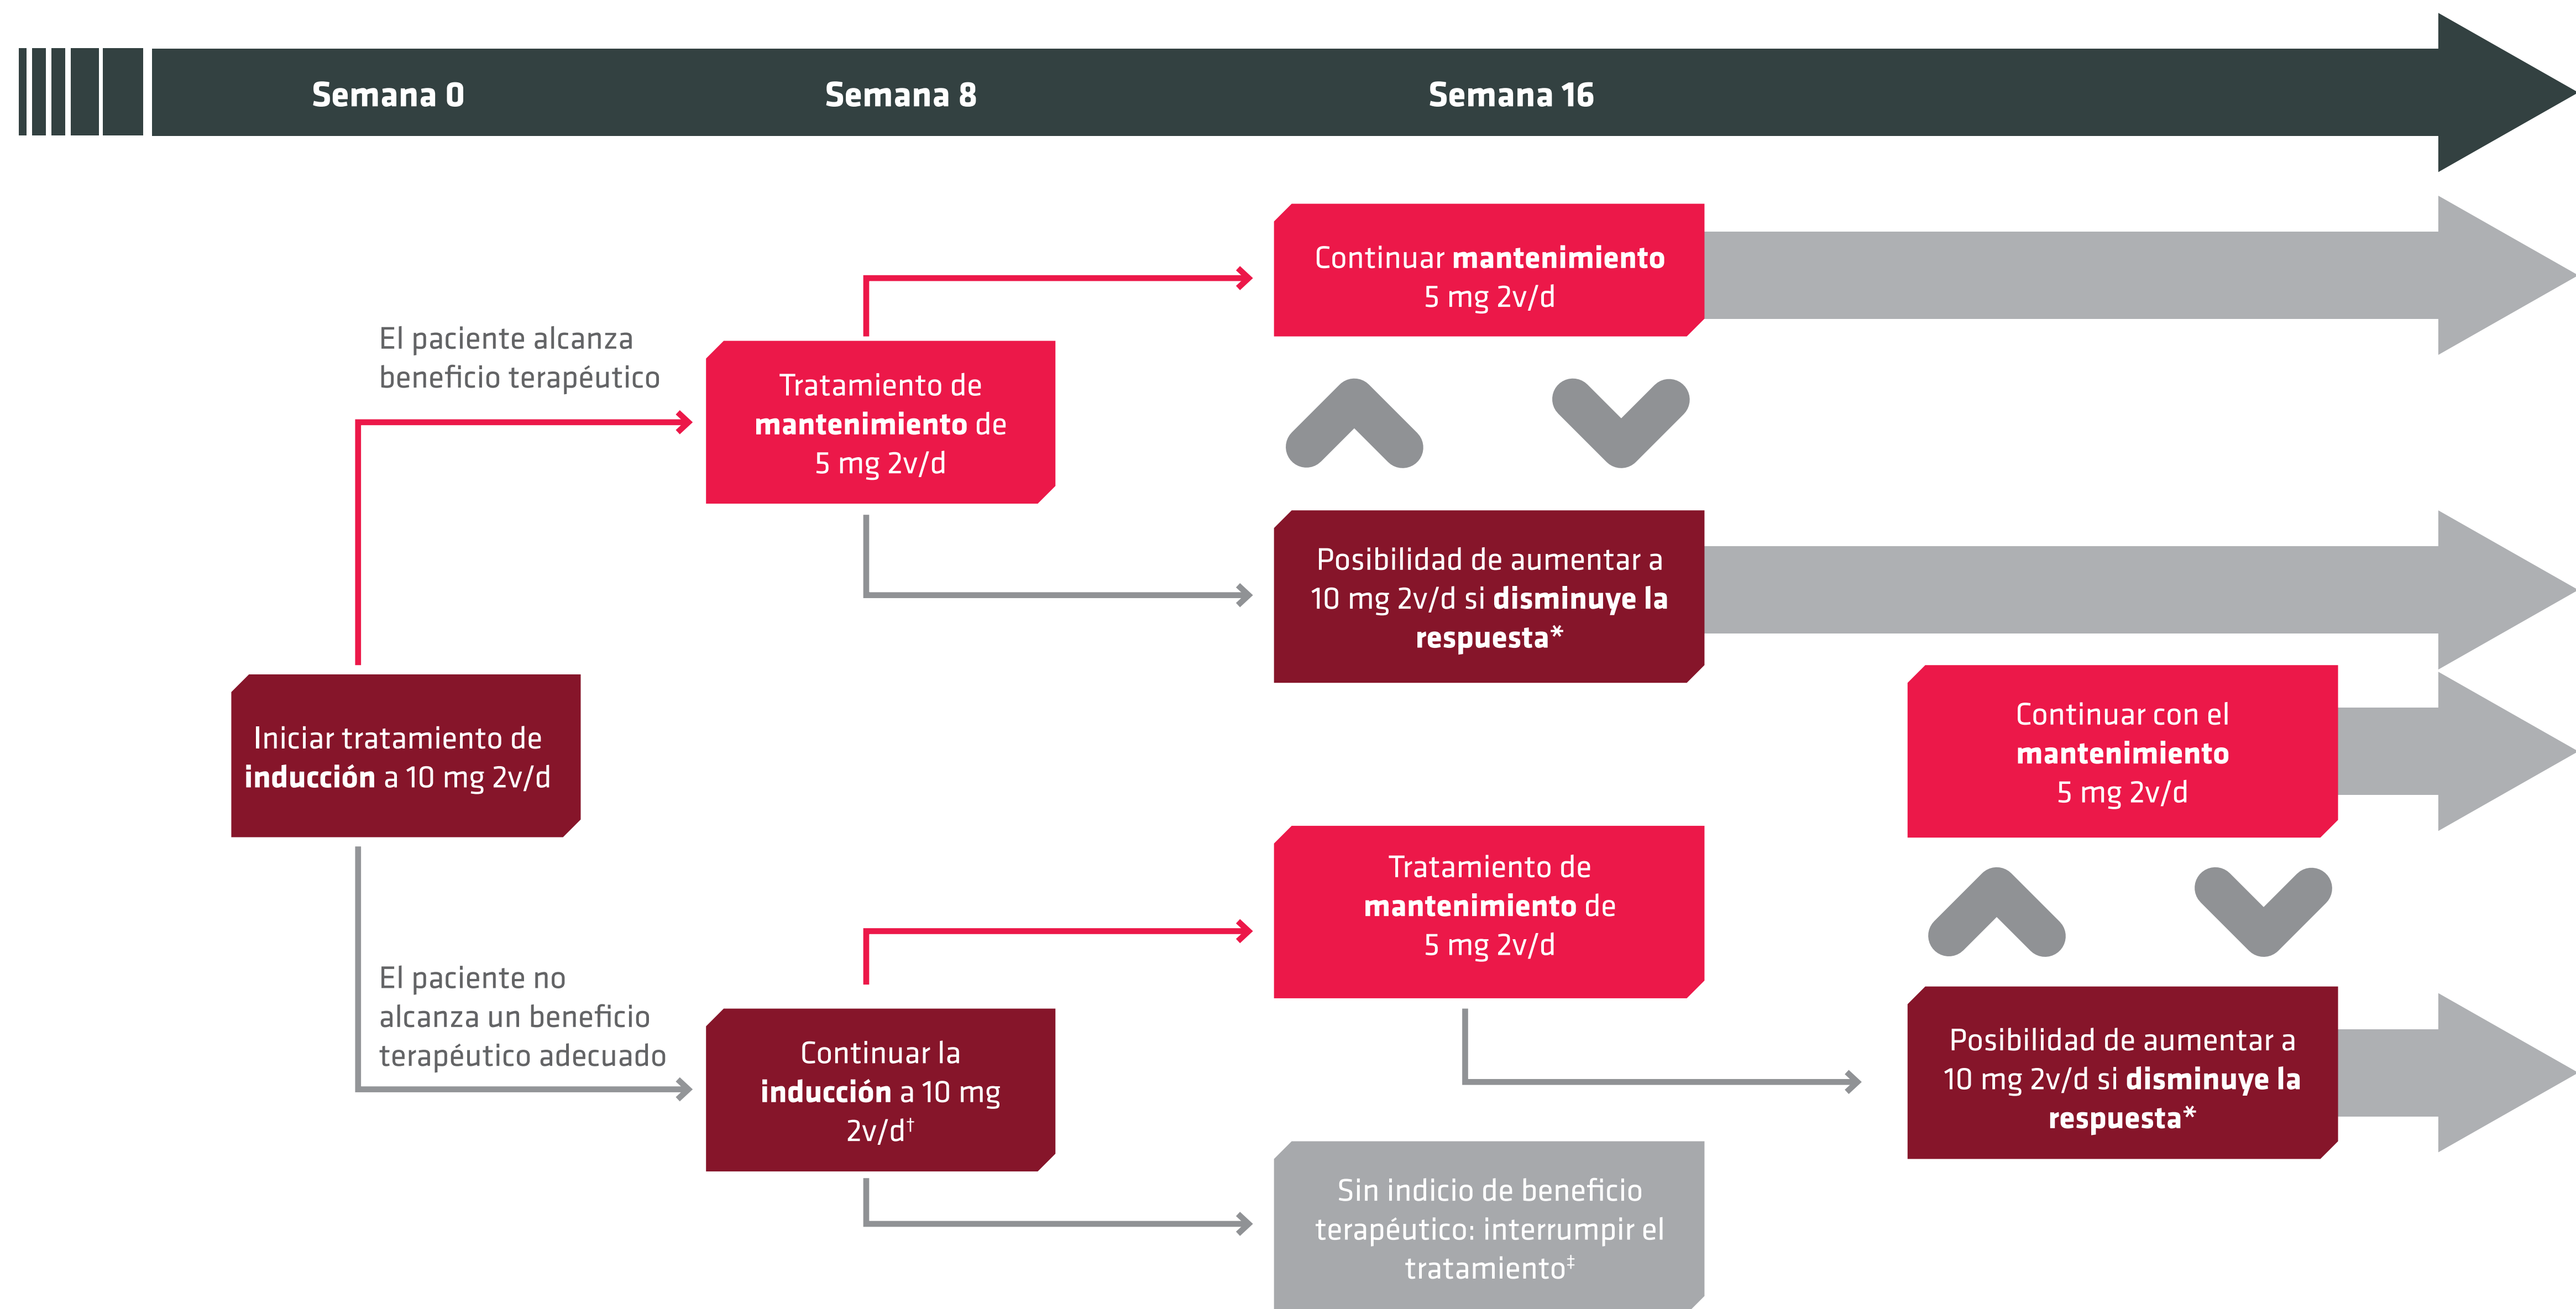 Semana 0
Semana 8
Semana 16
Continuar mantenimiento
5 mg 2v/d
El paciente alcanza
beneficio terapéutico
Tratamiento de
mantenimiento de
5 mg 2v/d
Posibilidad de aumentar a
10 mg 2v/d si disminuye la
respuesta*
Iniciar tratamiento de
inducción a 10 mg 2v/d
Continuar con el
mantenimiento
5 mg 2v/d
Tratamiento de
mantenimiento de
5 mg 2v/d
El paciente no
alcanza un beneficio
terapéutico adecuado
Continuar la
inducción a 10 mg
2v/d†
Posibilidad de aumentar a
10 mg 2v/d si disminuye la
respuesta*
Sin indicio de beneficio
terapéutico: interrumpir el
tratamiento‡